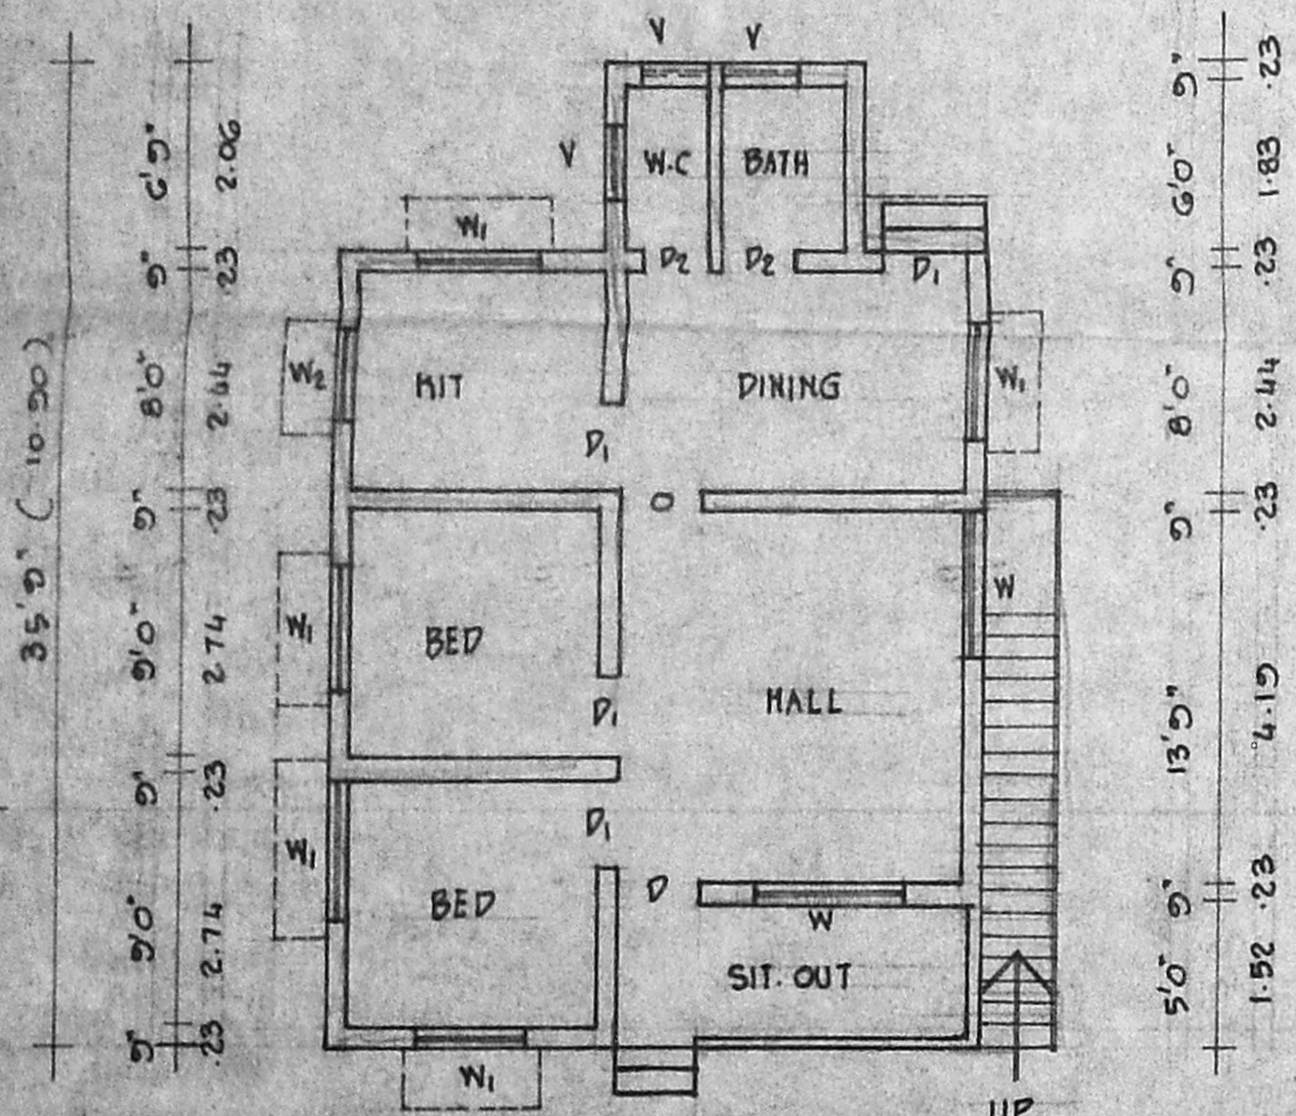 V V
V W.C BATH
W1
D2 D2 D1
W2 KIT DINING W1
D1
O
W
W1 BED HALL
D1
D1
W1 BED D
W
SIT. OUT
W1
UP
35'9" (10.90)
6'9" 2.06
9" .23
8'0" 2.44
9" .23
9'0" 2.74
9" .23
9'0" 2.74
9" .23
9" .23
6'0" 1.83
9" .23
8'0" 2.44
9" .23
13'9" 4.19
9" .23
5'0" 1.52